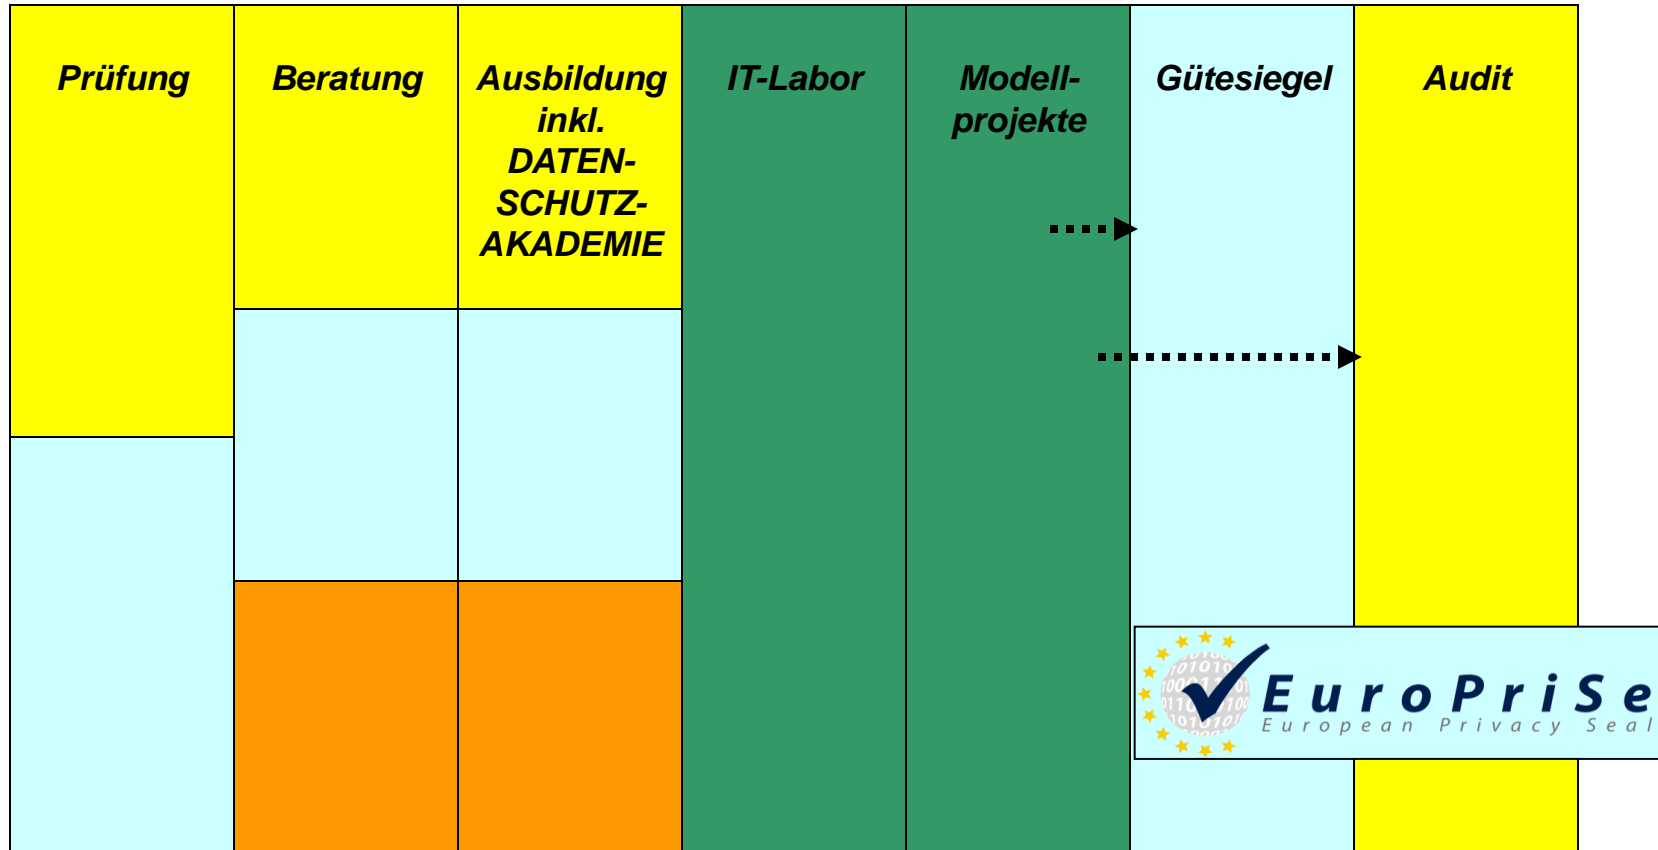 Prüfung
Beratung
Ausbildung
inkl.
DATEN-
SCHUTZ-
AKADEMIE
IT-Labor
Modell-
projekte
Gütesiegel
Audit
EuroPriSe
European Privacy Seal